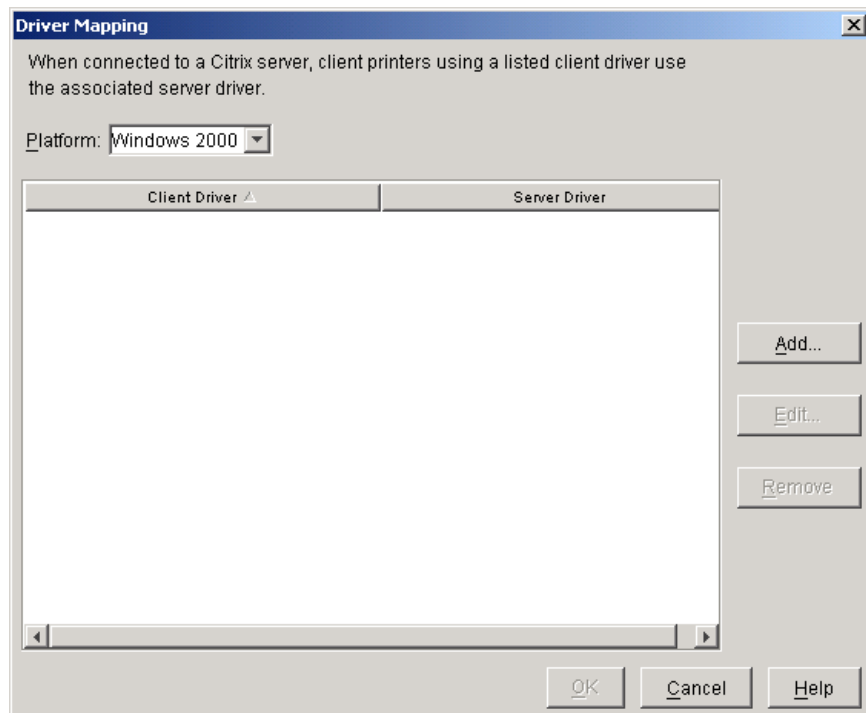 Driver Mapping
When connected to a Citrix server, client printers using a listed client driver use
the associated server driver.
Platform: Windows 2000
Client Driver Server Driver
Add...
Edit...
Remove
OK Cancel Help